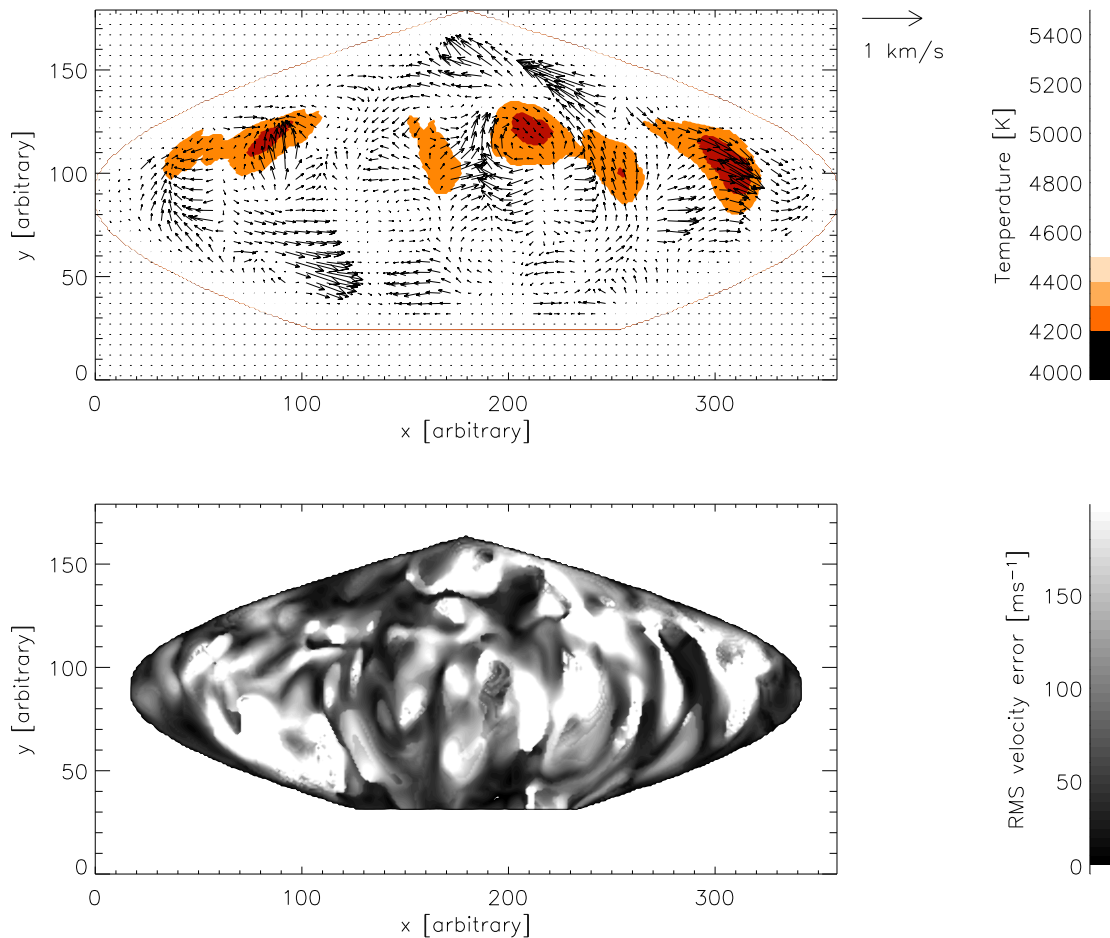 1 km/s
150
100
50
0
y [arbitrary]
0 100 200 300
x [arbitrary]
5400
5200
5000
4800
4600
4400
4200
4000
Temperature [K]
150
100
50
0
y [arbitrary]
0 100 200 300
x [arbitrary]
150
100
50
0
RMS velocity error [ms⁻¹]